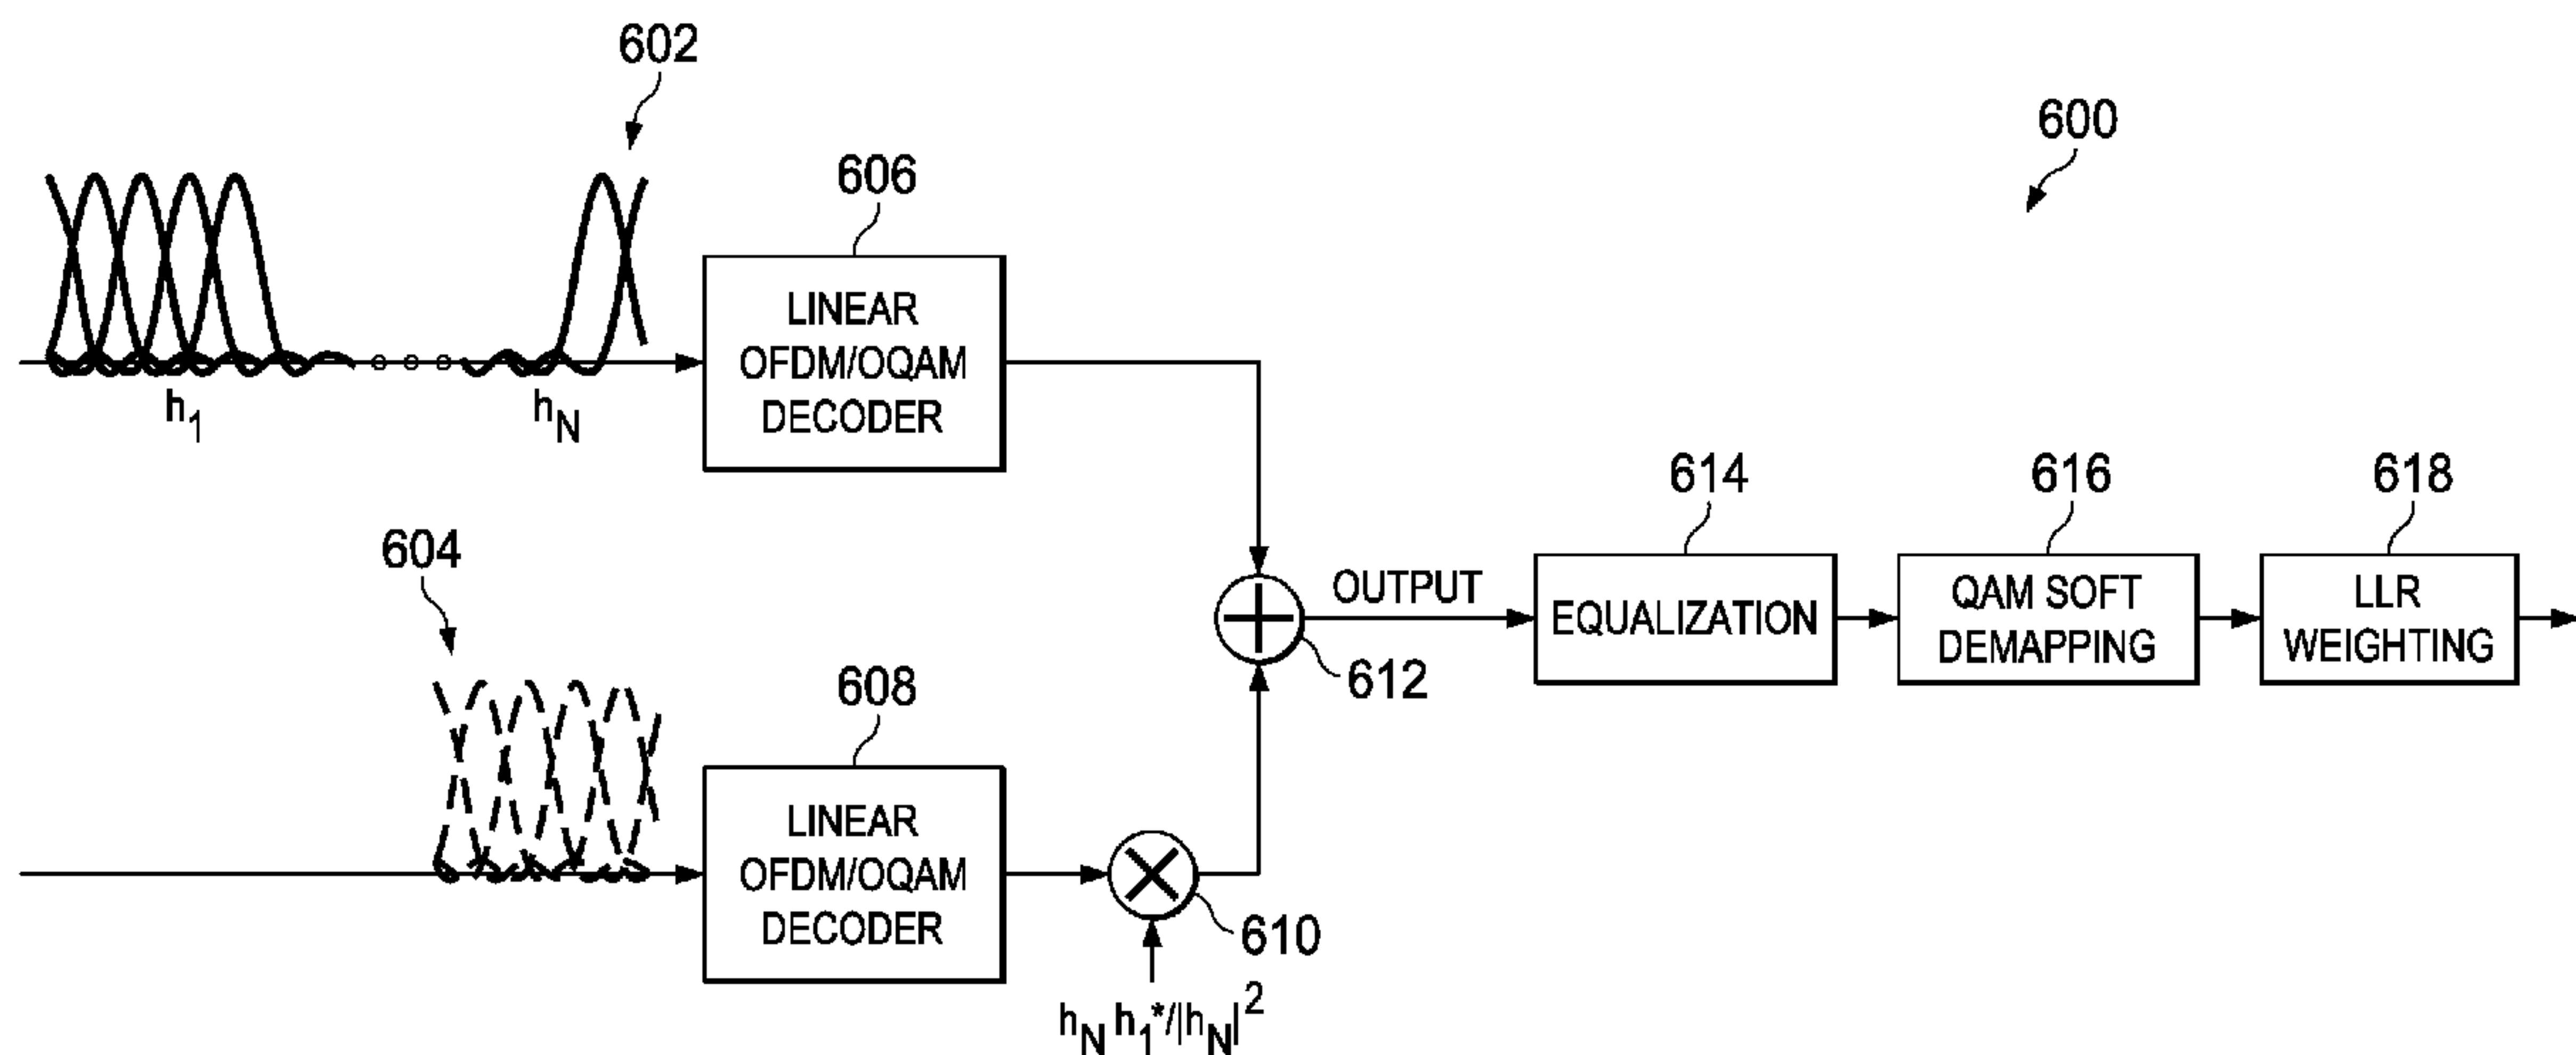 602
600
606
LINEAR
OFDM/OQAM
DECODER
h1
hN
614
616
618
604
OUTPUT
EQUALIZATION
QAM SOFT
DEMAPPING
LLR
WEIGHTING
612
608
LINEAR
OFDM/OQAM
DECODER
610
hN h1*/|hN|2